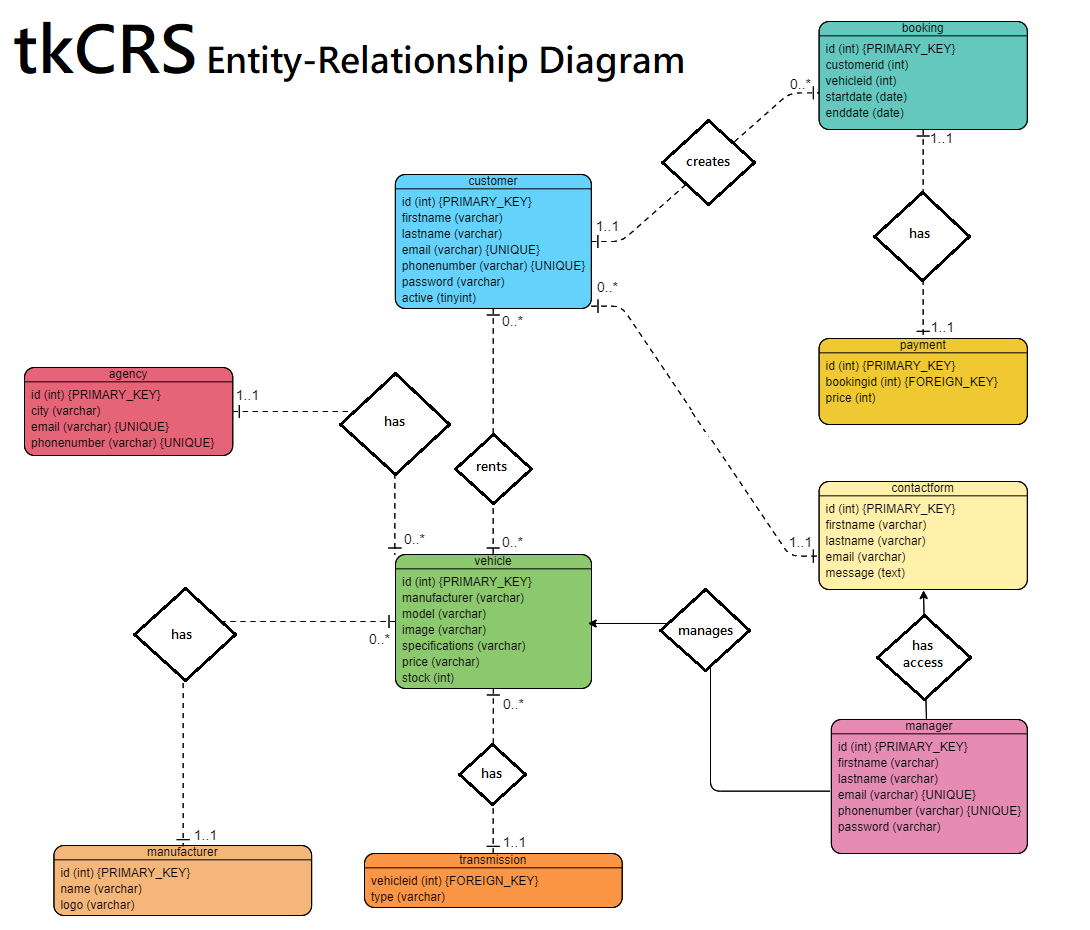 tkCRS Entity-Relationship Diagram
booking
id (int) {PRIMARY_KEY}
customerid (int)
vehicleid (int)
startdate (date)
enddate (date)
0..*
1..1
creates
customer
id (int) {PRIMARY_KEY}
firstname (varchar)
lastname (varchar)
email (varchar) {UNIQUE}
phonenumber (varchar) {UNIQUE}
password (varchar)
active (tinyint)
1..1
0..*
0..*
has
1..1
payment
id (int) {PRIMARY_KEY}
bookingid (int) {FOREIGN_KEY}
price (int)
agency
id (int) {PRIMARY_KEY}
city (varchar)
email (varchar) {UNIQUE}
phonenumber (varchar) {UNIQUE}
1..1
has
0..*
rents
0..*
contactform
id (int) {PRIMARY_KEY}
firstname (varchar)
lastname (varchar)
email (varchar)
message (text)
1..1
vehicle
id (int) {PRIMARY_KEY}
manufacturer (varchar)
model (varchar)
image (varchar)
specifications (varchar)
price (varchar)
stock (int)
has
0..*
manages
has
access
0..*
has
1..1
manager
id (int) {PRIMARY_KEY}
firstname (varchar)
lastname (varchar)
email (varchar) {UNIQUE}
phonenumber (varchar) {UNIQUE}
password (varchar)
1..1
manufacturer
id (int) {PRIMARY_KEY}
name (varchar)
logo (varchar)
transmission
vehicleid (int) {FOREIGN_KEY}
type (varchar)